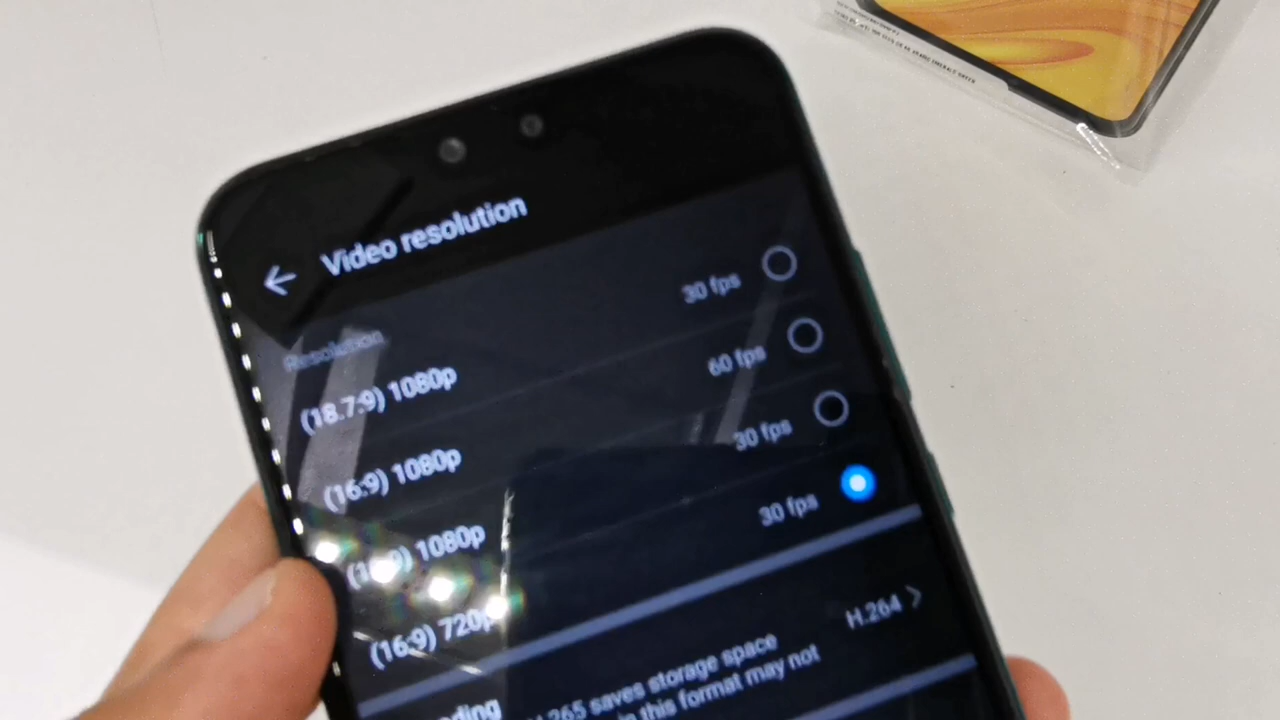 Video resolution
Resolution
(18.7:9) 1080p 30 fps
(16:9) 1080p 60 fps
1080p 30 fps
(16:9) 720p 30 fps
H.264
265 saves storage space
in this format may not